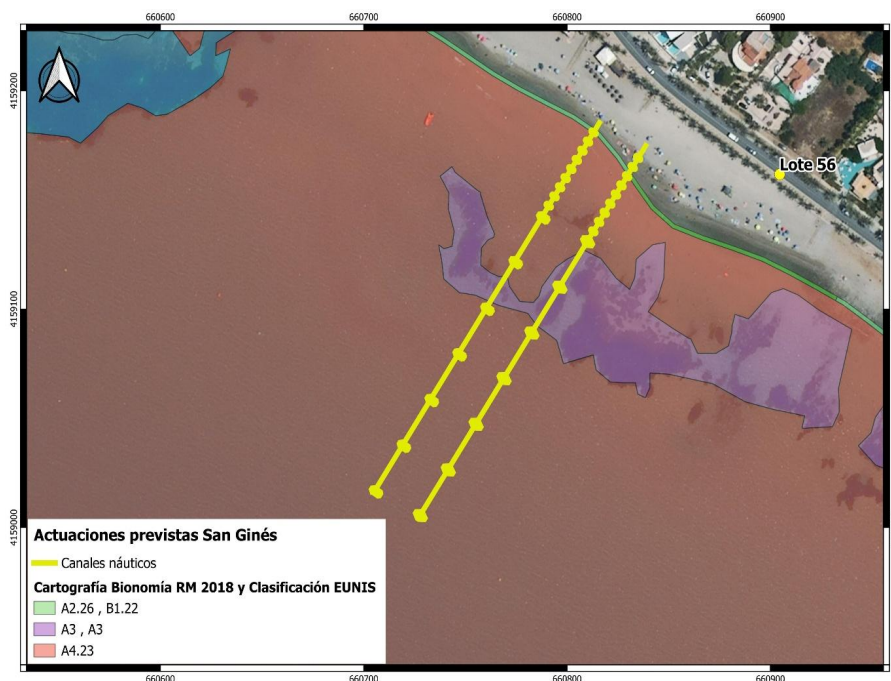 660600 660700 660800 660900
4159200
Lote 56
4159100
4159000
Actuaciones previstas San Ginés
Canales náuticos
Cartografía Bionomía RM 2018 y Clasificación EUNIS
A2.26 , B1.22
A3 , A3
A4.23
660600 660700 660800 660900